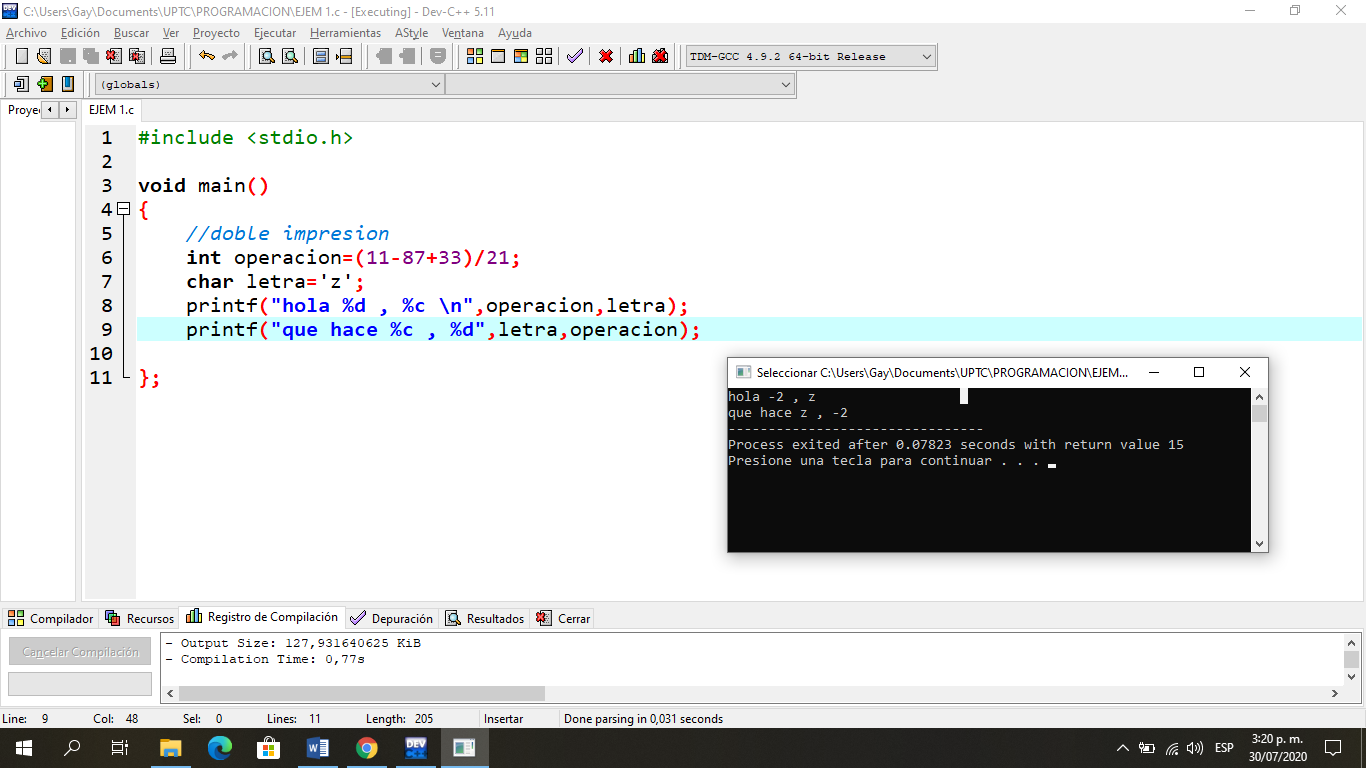 C:\Users\Gay\Documents\UPTC\PROGRAMACION\EJEM 1.c - [Executing] - Dev-C++ 5.11
Archivo Edición Buscar Ver Proyecto Ejecutar Herramientas AStyle Ventana Ayuda
TDM-GCC 4.9.2 64-bit Release
(globals)
Proye EJEM 1.c
1 #include <stdio.h>
2
3 void main()
4 {
5 //doble impresion
6 int operacion=(11-87+33)/21;
7 char letra='z';
8 printf("hola %d , %c \n",operacion,letra);
9 printf("que hace %c , %d",letra,operacion);
10
11 };
Seleccionar C:\Users\Gay\Documents\UPTC\PROGRAMACION\EJEM...
hola -2 , z
que hace z , -2
--------------------------------
Process exited after 0.07823 seconds with return value 15
Presione una tecla para continuar . . .
Compilador Recursos Registro de Compilación Depuración Resultados Cerrar
Cancelar Compilación
- Output Size: 127,931640625 KiB
- Compilation Time: 0,77s
Line: 9 Col: 48 Sel: 0 Lines: 11 Length: 205 Insertar Done parsing in 0,031 seconds
ESP
3:20 p. m.
30/07/2020